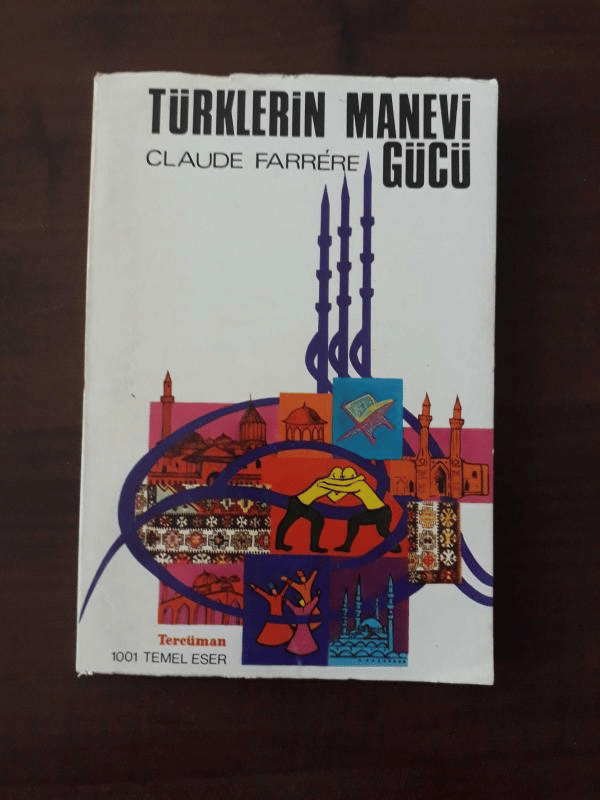 TÜRKLERİN MANEVİ
GÜCÜ
CLAUDE FARRÉRE
Tercüman
1001 TEMEL ESER